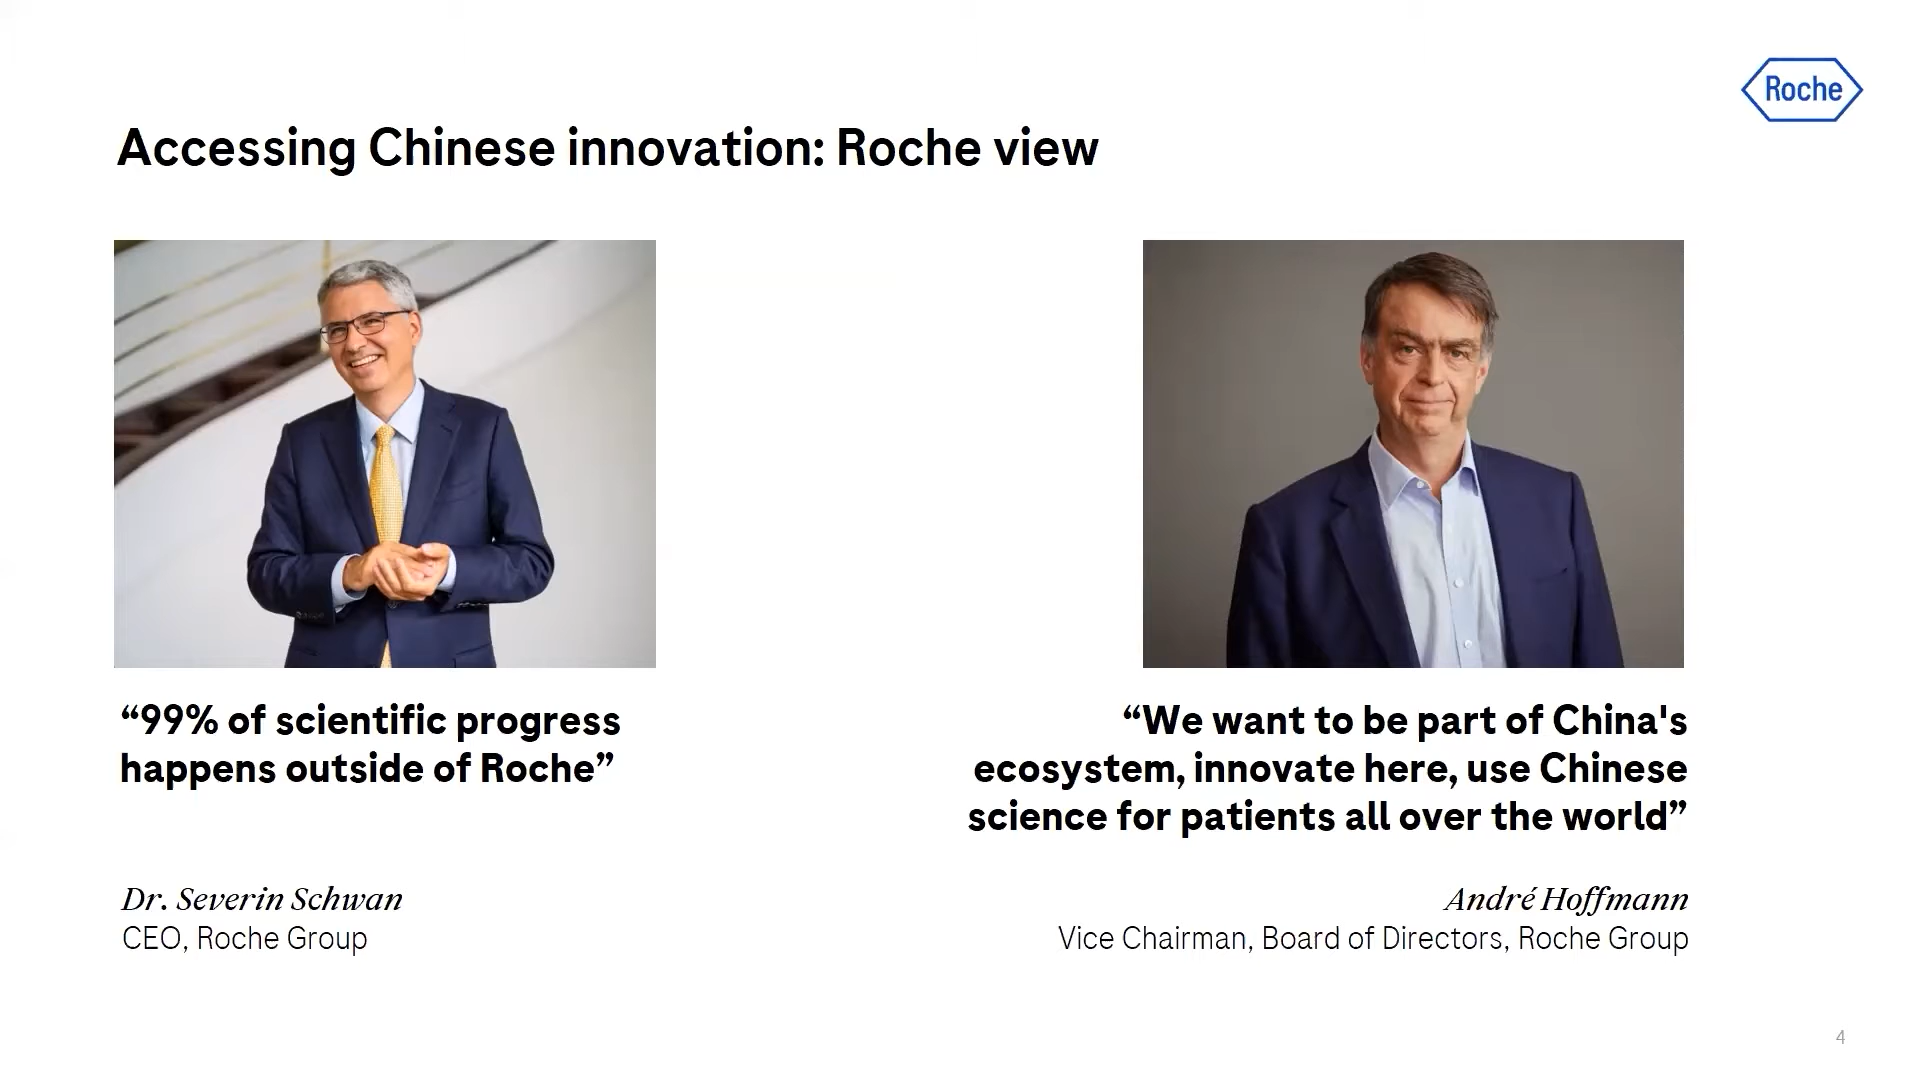 Roche
Accessing Chinese innovation: Roche view
“99% of scientific progress
happens outside of Roche”
Dr. Severin Schwan
CEO, Roche Group
“We want to be part of China's
ecosystem, innovate here, use Chinese
science for patients all over the world”
André Hoffmann
Vice Chairman, Board of Directors, Roche Group
4